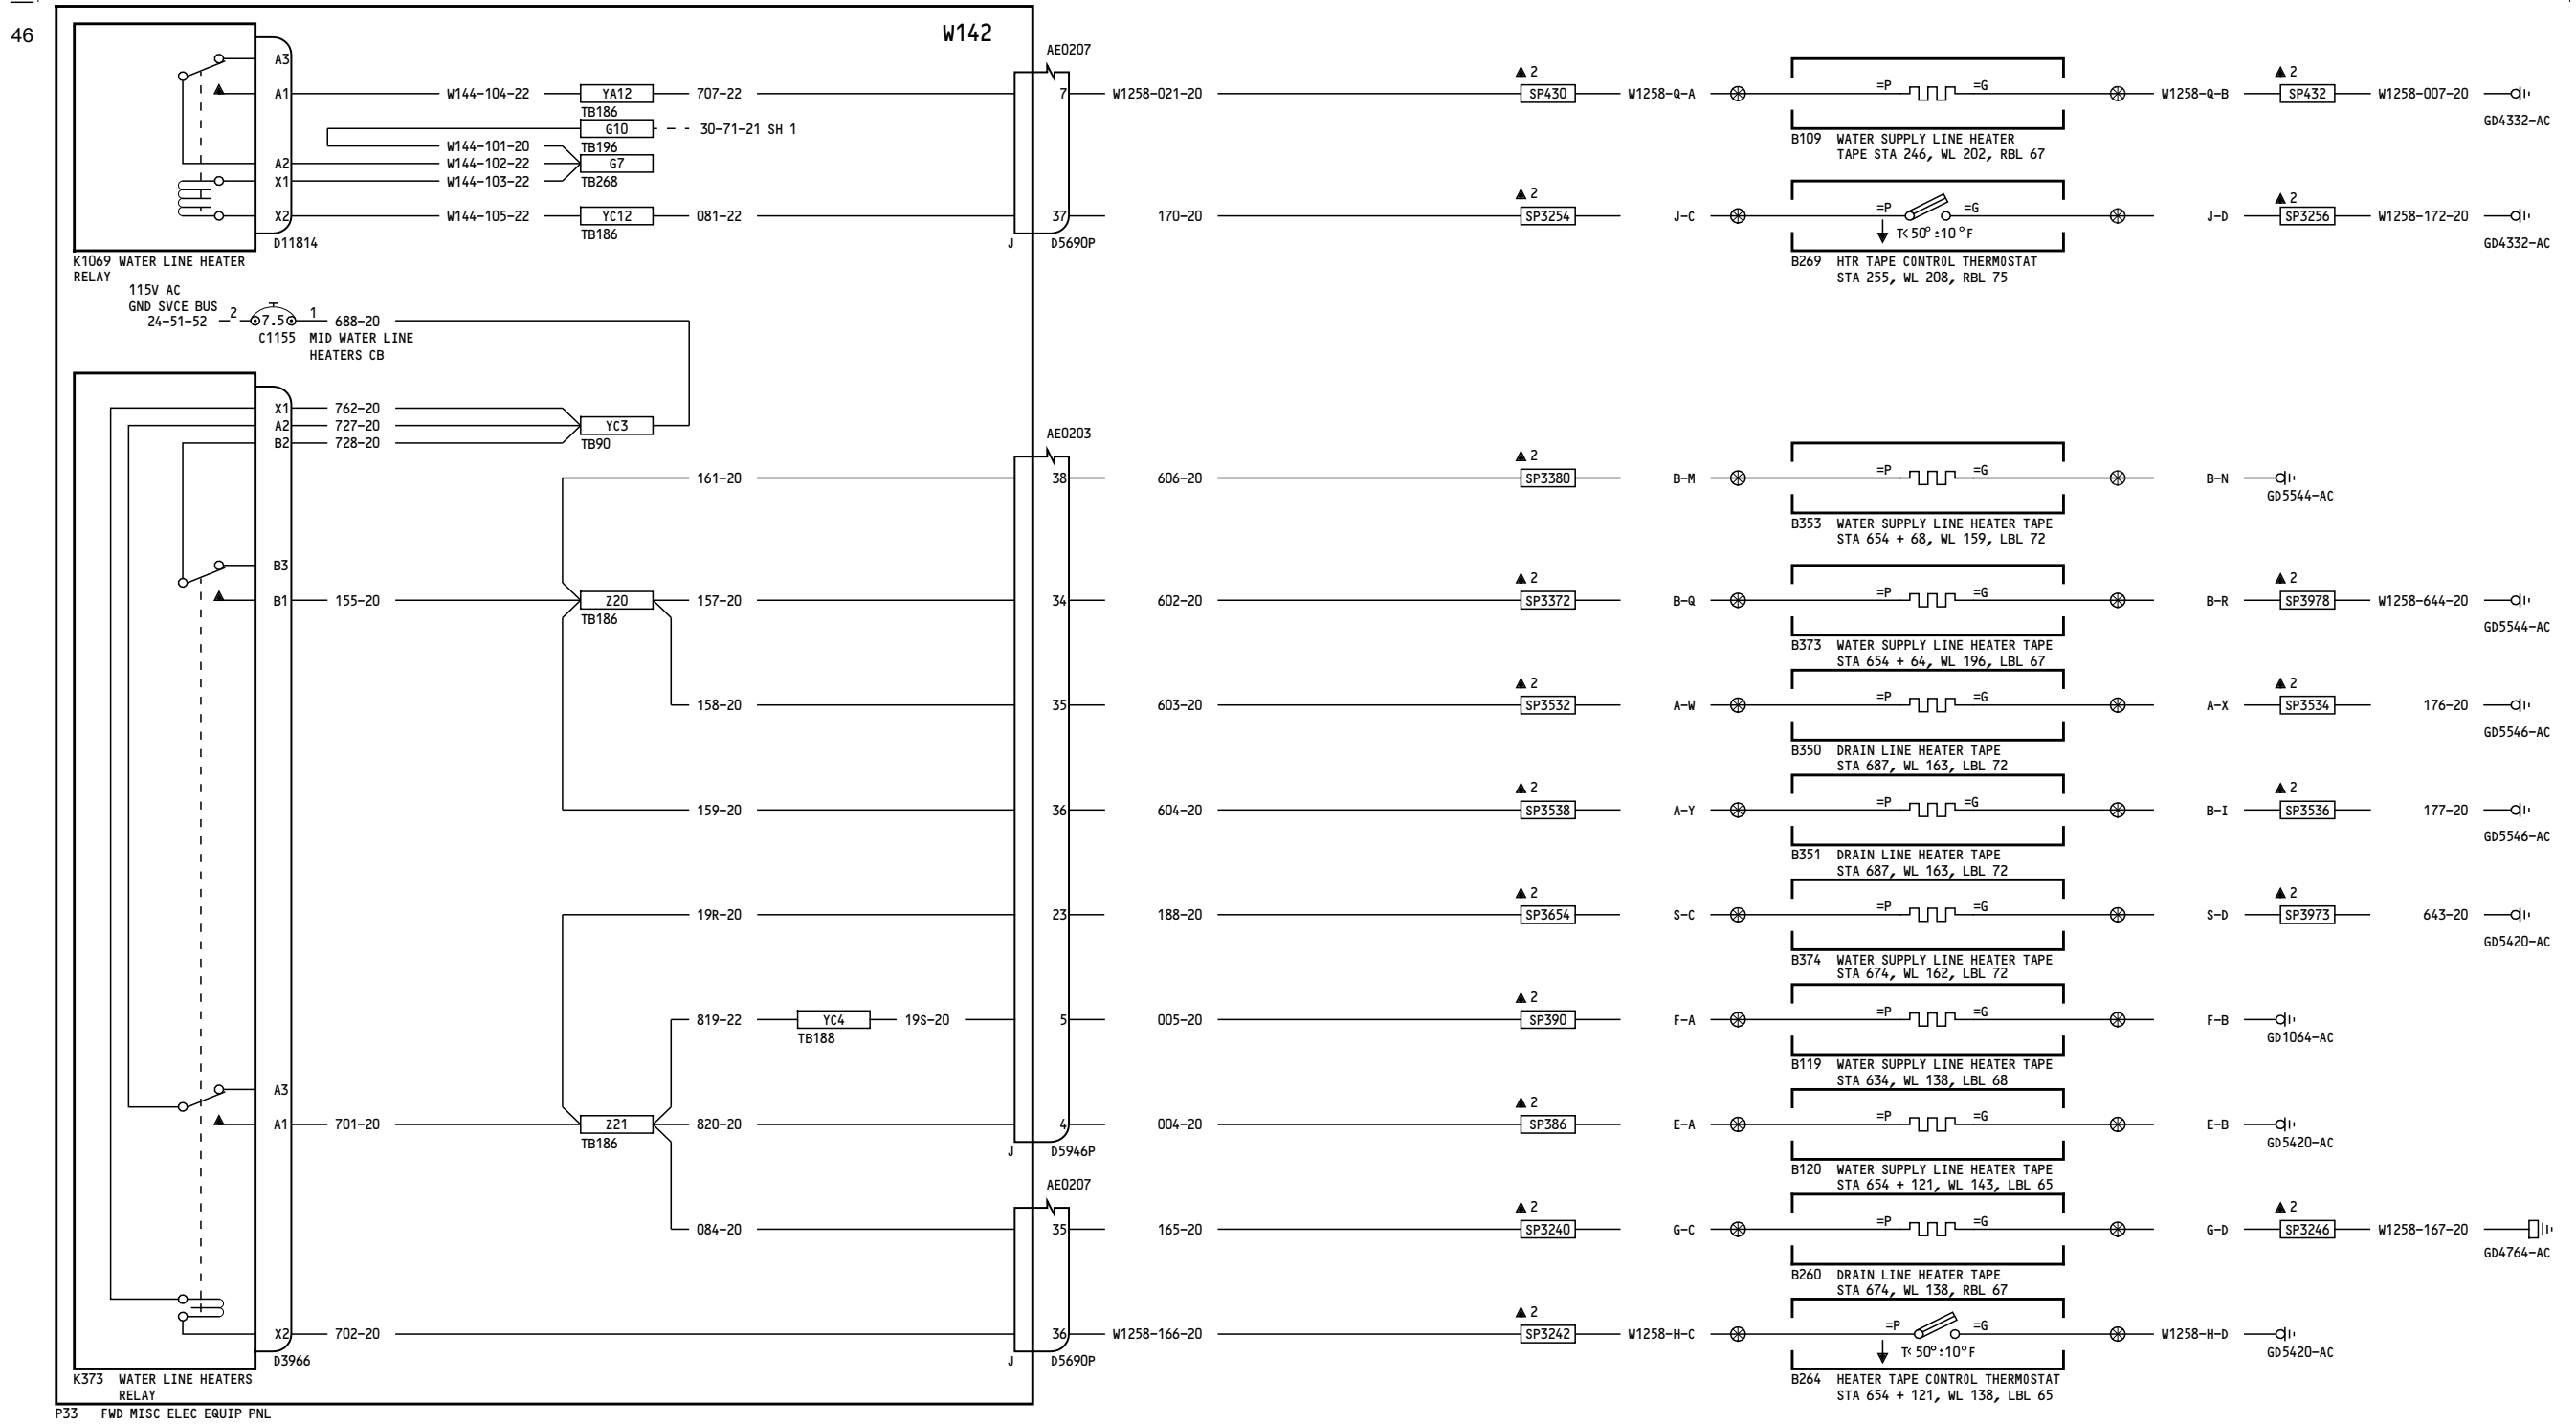 46
W142
AE0207
A3
A1 W144-104-22 YA12 707-22 7 W1258-021-20 2 SP430 W1258-Q-A =P =G W1258-Q-B 2 SP432 W1258-007-20
TB186
GD4332-AC
G10 30-71-21 SH 1
W144-101-20 TB196
B109 WATER SUPPLY LINE HEATER
TAPE STA 246, WL 202, RBL 67
A2 W144-102-22 G7
X1 W144-103-22 TB268
X2 W144-105-22 YC12 081-22 37 170-20 2 SP3254 J-C =P =G J-D 2 SP3256 W1258-172-20
T<50°±10°F
TB186
D11814 J D5690P GD4332-AC
K1069 WATER LINE HEATER
RELAY
B269 HTR TAPE CONTROL THERMOSTAT
STA 255, WL 208, RBL 75
115V AC
GND SVCE BUS
24-51-52 2 7.5 1 688-20
C1155 MID WATER LINE
HEATERS CB
X1 762-20
A2 727-20 YC3
B2 728-20 TB90
AE0203
161-20 38 606-20 2 SP3380 B-M =P =G B-N
GD5544-AC
B353 WATER SUPPLY LINE HEATER TAPE
STA 654 + 68, WL 159, LBL 72
B3
B1 155-20 Z20 157-20 34 602-20 2 SP3372 B-Q =P =G B-R 2 SP3978 W1258-644-20
TB186
GD5544-AC
B373 WATER SUPPLY LINE HEATER TAPE
STA 654 + 64, WL 196, LBL 67
158-20 35 603-20 2 SP3532 A-W =P =G A-X 2 SP3534 176-20
GD5546-AC
B350 DRAIN LINE HEATER TAPE
STA 687, WL 163, LBL 72
159-20 36 604-20 2 SP3538 A-Y =P =G B-I 2 SP3536 177-20
GD5546-AC
B351 DRAIN LINE HEATER TAPE
STA 687, WL 163, LBL 72
19R-20 23 188-20 2 SP3654 S-C =P =G S-D 2 SP3973 643-20
GD5420-AC
B374 WATER SUPPLY LINE HEATER TAPE
STA 674, WL 162, LBL 72
819-22 YC4 19S-20 5 005-20 2 SP390 F-A =P =G F-B
TB188
GD1064-AC
B119 WATER SUPPLY LINE HEATER TAPE
STA 634, WL 138, LBL 68
A3
A1 701-20 Z21 820-20 4 004-20 2 SP386 E-A =P =G E-B
TB186
J D5946P GD5420-AC
B120 WATER SUPPLY LINE HEATER TAPE
STA 654 + 121, WL 143, LBL 65
AE0207
084-20 35 165-20 2 SP3240 G-C =P =G G-D 2 SP3246 W1258-167-20
GD4764-AC
B260 DRAIN LINE HEATER TAPE
STA 674, WL 138, RBL 67
X2 702-20 36 W1258-166-20 2 SP3242 W1258-H-C =P =G W1258-H-D
T<50°±10°F
D3966 J D5690P GD5420-AC
K373 WATER LINE HEATERS
RELAY
B264 HEATER TAPE CONTROL THERMOSTAT
STA 654 + 121, WL 138, LBL 65
P33 FWD MISC ELEC EQUIP PNL